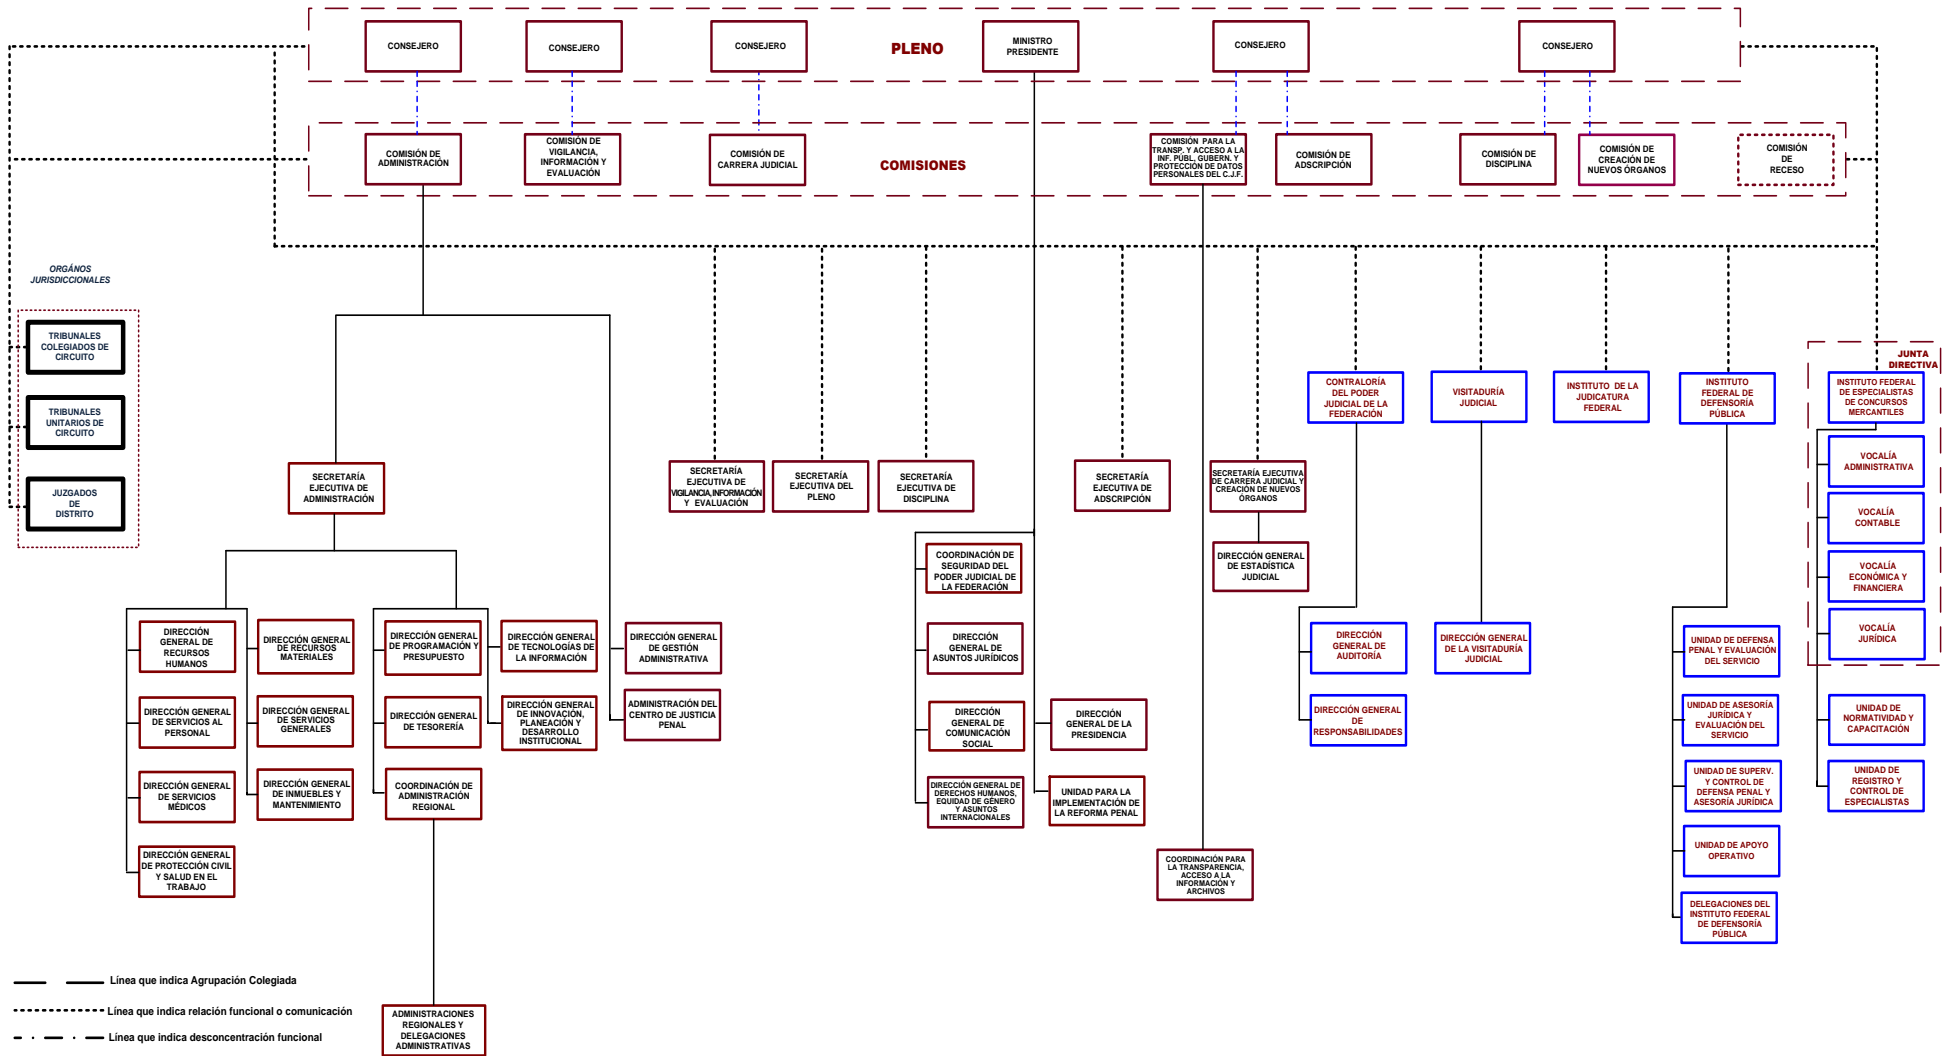 CONSEJERO
CONSEJERO
CONSEJERO
PLENO
MINISTRO
PRESIDENTE
CONSEJERO
CONSEJERO
COMISIÓN DE
ADMINISTRACIÓN
COMISIÓN DE
VIGILANCIA,
INFORMACIÓN Y
EVALUACIÓN
COMISIÓN DE
CARRERA JUDICIAL
COMISIONES
COMISIÓN PARA LA
TRANSP. Y ACCESO A LA
INF. PÚBL, GUBERN. Y
PROTECCIÓN DE DATOS
PERSONALES DEL C.J.F.
COMISIÓN DE
ADSCRIPCIÓN
COMISIÓN DE
DISCIPLINA
COMISIÓN DE
CREACIÓN DE
NUEVOS ÓRGANOS
COMISIÓN
DE
RECESO
ORGÁNOS
JURISDICCIONALES
TRIBUNALES
COLEGIADOS DE
CIRCUITO
TRIBUNALES
UNITARIOS DE
CIRCUITO
JUZGADOS
DE
DISTRITO
JUNTA
DIRECTIVA
CONTRALORÍA
DEL PODER
JUDICIAL DE LA
FEDERACIÓN
VISITADURÍA
JUDICIAL
INSTITUTO DE LA
JUDICATURA
FEDERAL
INSTITUTO
FEDERAL DE
DEFENSORÍA
PÚBLICA
INSTITUTO FEDERAL
DE ESPECIALISTAS
DE CONCURSOS
MERCANTILES
SECRETARÍA
EJECUTIVA DE
ADMINISTRACIÓN
SECRETARÍA
EJECUTIVA DE
VIGILANCIA, INFORMACIÓN
Y EVALUACIÓN
SECRETARÍA
EJECUTIVA DEL
PLENO
SECRETARÍA
EJECUTIVA DE
DISCIPLINA
SECRETARÍA
EJECUTIVA DE
ADSCRIPCIÓN
SECRETARÍA EJECUTIVA
DE CARRERA JUDICIAL Y
CREACIÓN DE NUEVOS
ÓRGANOS
VOCALÍA
ADMINISTRATIVA
VOCALÍA
CONTABLE
VOCALÍA
ECONÓMICA Y
FINANCIERA
VOCALÍA
JURÍDICA
COORDINACIÓN DE
SEGURIDAD DEL
PODER JUDICIAL DE
LA FEDERACIÓN
DIRECCIÓN GENERAL
DE ESTADÍSTICA
JUDICIAL
DIRECCIÓN
GENERAL DE
RECURSOS
HUMANOS
DIRECCIÓN GENERAL
DE RECURSOS
MATERIALES
DIRECCIÓN GENERAL
DE PROGRAMACIÓN Y
PRESUPUESTO
DIRECCIÓN GENERAL
DE TECNOLOGÍAS DE
LA INFORMACIÓN
DIRECCIÓN GENERAL
DE GESTIÓN
ADMINISTRATIVA
DIRECCIÓN
GENERAL DE
ASUNTOS JURÍDICOS
DIRECCIÓN
GENERAL DE
AUDITORÍA
DIRECCIÓN GENERAL
DE LA VISITADURÍA
JUDICIAL
UNIDAD DE DEFENSA
PENAL Y EVALUACIÓN
DEL SERVICIO
DIRECCIÓN GENERAL
DE SERVICIOS AL
PERSONAL
DIRECCIÓN GENERAL
DE SERVICIOS
GENERALES
DIRECCIÓN GENERAL
DE TESORERÍA
DIRECCIÓN GENERAL
DE INNOVACIÓN,
PLANEACIÓN Y
DESARROLLO
INSTITUCIONAL
ADMINISTRACIÓN DEL
CENTRO DE JUSTICIA
PENAL
DIRECCIÓN
GENERAL DE
COMUNICACIÓN
SOCIAL
DIRECCIÓN
GENERAL DE LA
PRESIDENCIA
DIRECCIÓN GENERAL
DE
RESPONSABILIDADES
UNIDAD DE ASESORÍA
JURÍDICA Y
EVALUACIÓN DEL
SERVICIO
UNIDAD DE
NORMATIVIDAD Y
CAPACITACIÓN
DIRECCIÓN GENERAL
DE SERVICIOS
MÉDICOS
DIRECCIÓN GENERAL
DE INMUEBLES Y
MANTENIMIENTO
COORDINACIÓN DE
ADMINISTRACIÓN
REGIONAL
DIRECCIÓN GENERAL DE
DERECHOS HUMANOS,
EQUIDAD DE GÉNERO
Y ASUNTOS
INTERNACIONALES
UNIDAD PARA LA
IMPLEMENTACIÓN DE
LA REFORMA PENAL
UNIDAD DE SUPERV.
Y CONTROL DE
DEFENSA PENAL Y
ASESORÍA JURÍDICA
UNIDAD DE
REGISTRO Y
CONTROL DE
ESPECIALISTAS
DIRECCIÓN GENERAL
DE PROTECCIÓN CIVIL
Y SALUD EN EL
TRABAJO
COORDINACIÓN PARA
LA TRANSPARENCIA,
ACCESO A LA
INFORMACIÓN Y
ARCHIVOS
UNIDAD DE APOYO
OPERATIVO
DELEGACIONES DEL
INSTITUTO FEDERAL
DE DEFENSORÍA
PÚBLICA
Línea que indica Agrupación Colegiada
Línea que indica relación funcional o comunicación
Línea que indica desconcentración funcional
ADMINISTRACIONES
REGIONALES Y
DELEGACIONES
ADMINISTRATIVAS